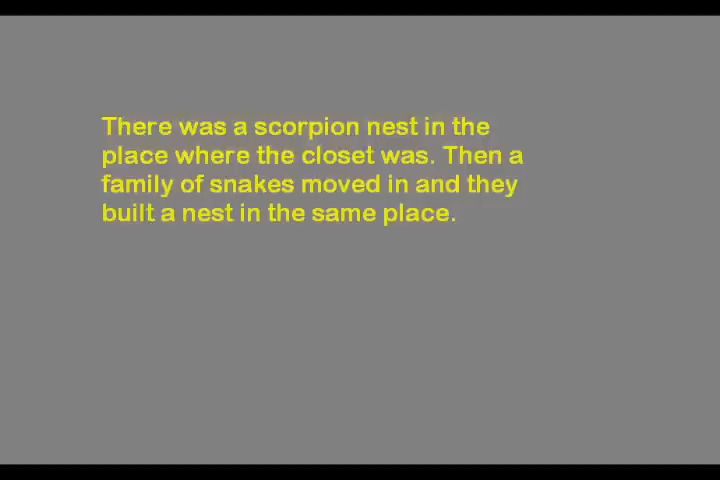 There was a scorpion nest in the
place where the closet was. Then a
family of snakes moved in and they
built a nest in the same place.